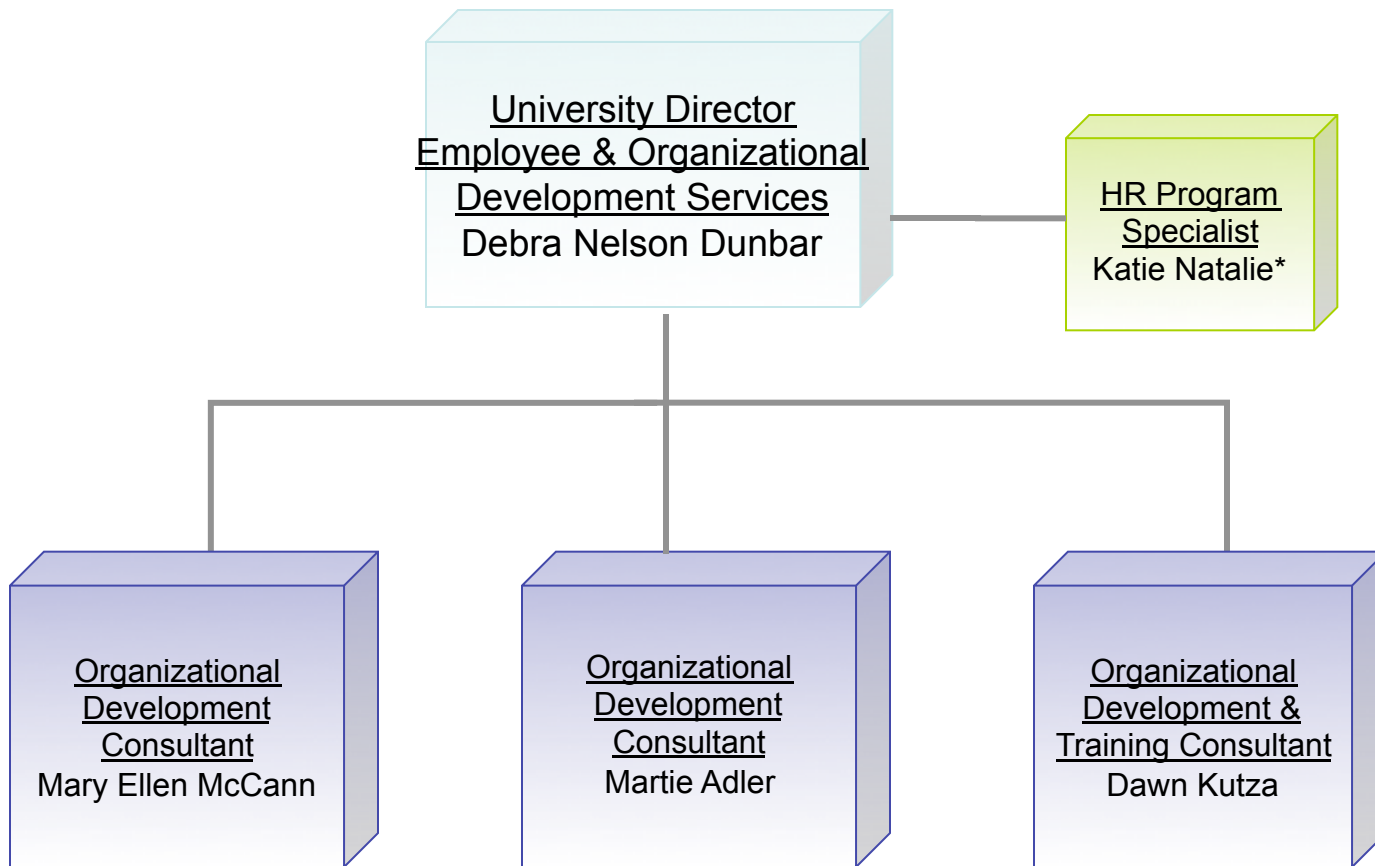 University Director
Employee & Organizational
Development Services
Debra Nelson Dunbar
HR Program
Specialist
Katie Natalie*
Organizational
Development
Consultant
Mary Ellen McCann
Organizational
Development
Consultant
Martie Adler
Organizational
Development &
Training Consultant
Dawn Kutza